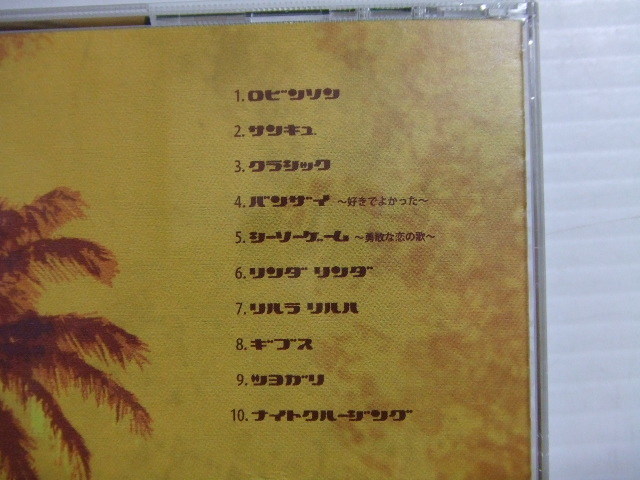 1. ロビンソン
2. サンキュ
3. クラシック
4. バンザイ ～好きでよかった～
5. シーソーゲーム ～勇敢な恋の歌～
6. リンダ リンダ
7. リルラ リルハ
8. ギブス
9. ツヨガリ
10. ナイトクルージング